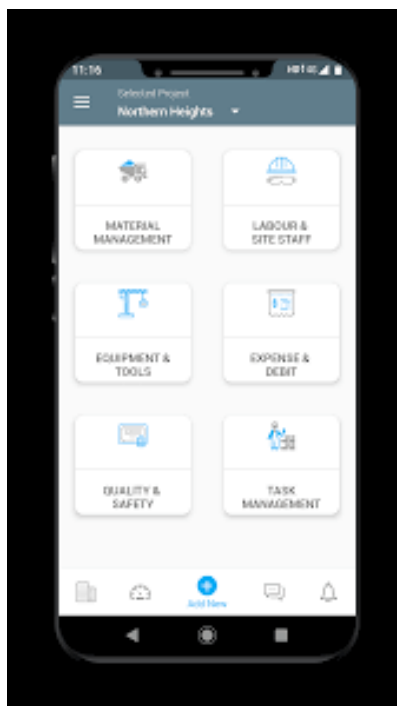 11:16
Selected Project
Northern Heights
MATERIAL
MANAGEMENT
LABOUR &
SITE STAFF
EQUIPMENT &
TOOLS
EXPENSE &
DEBIT
QUALITY &
SAFETY
TASK
MANAGEMENT
Add New